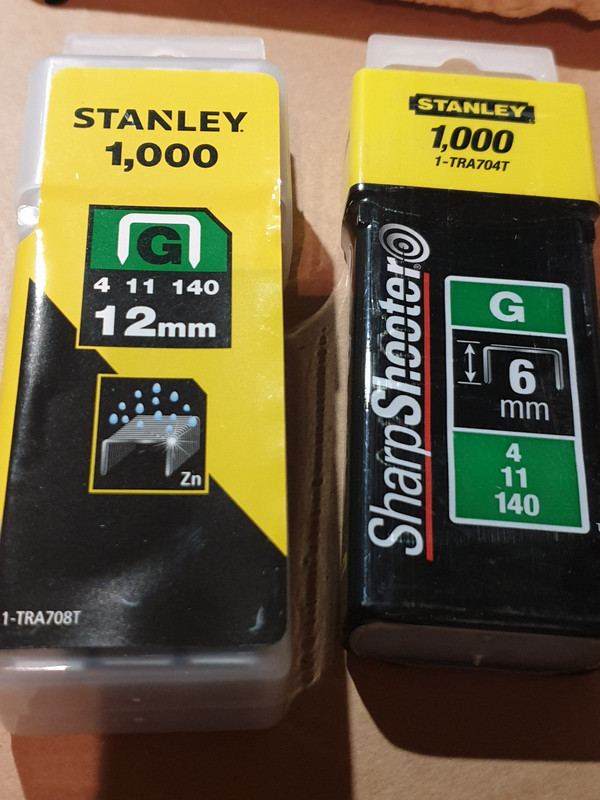 STANLEY
1,000
G
4 11 140
12mm
Zn
1-TRA708T
STANLEY
1,000
1-TRA704T
SharpShooter
G
6
mm
4
11
140